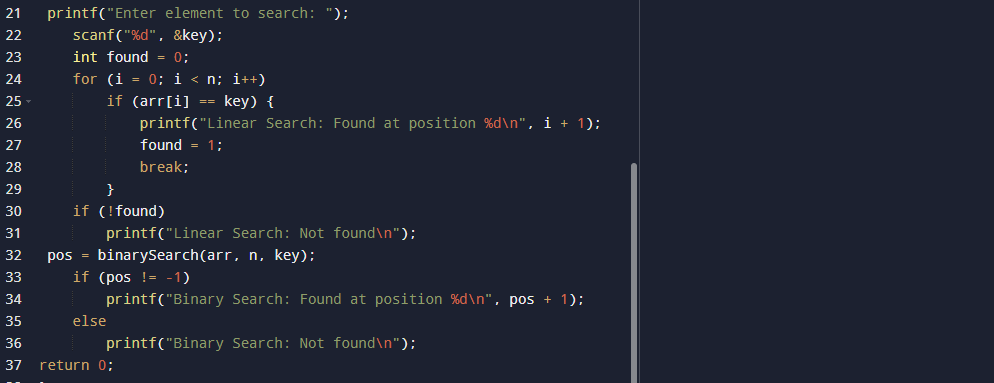 21 printf("Enter element to search: ");
22 scanf("%d", &key);
23 int found = 0;
24 for (i = 0; i < n; i++)
25 if (arr[i] == key) {
26 printf("Linear Search: Found at position %d\n", i + 1);
27 found = 1;
28 break;
29 }
30 if (!found)
31 printf("Linear Search: Not found\n");
32 pos = binarySearch(arr, n, key);
33 if (pos != -1)
34 printf("Binary Search: Found at position %d\n", pos + 1);
35 else
36 printf("Binary Search: Not found\n");
37 return 0;